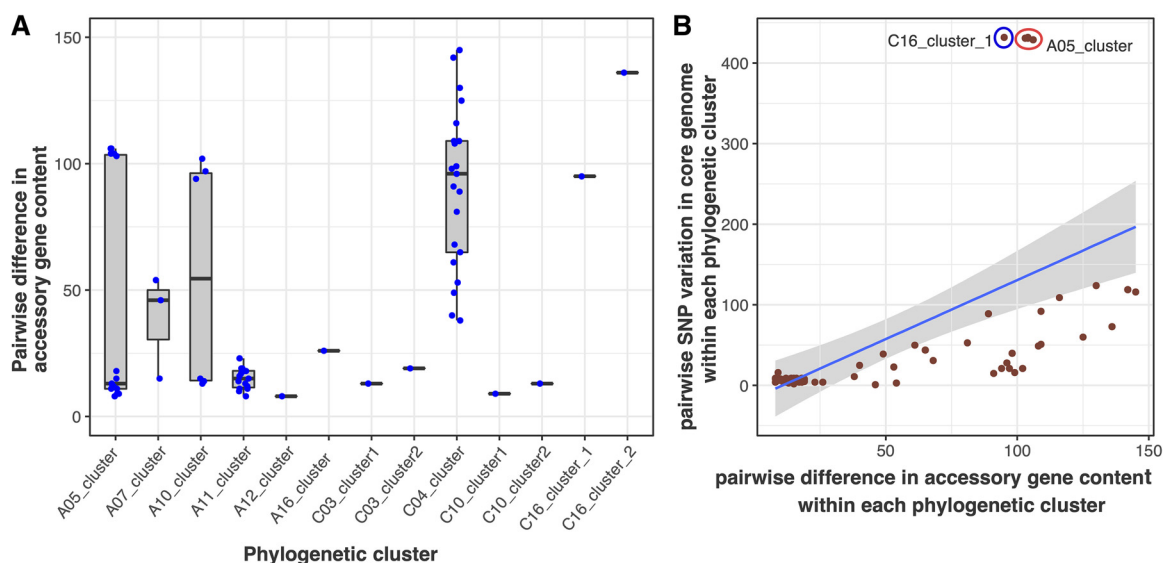 A
Pairwise difference in
accessory gene content
150
100
50
0
A05_cluster
A07_cluster
A10_cluster
A11_cluster
A12_cluster
A16_cluster
C03_cluster1
C03_cluster2
C04_cluster
C10_cluster1
C10_cluster2
C16_cluster_1
C16_cluster_2
Phylogenetic cluster
B
pairwise SNP variation in core genome
within each phylogenetic cluster
400
300
200
100
0
C16_cluster_1
A05_cluster
50
100
150
pairwise difference in accessory gene content
within each phylogenetic cluster